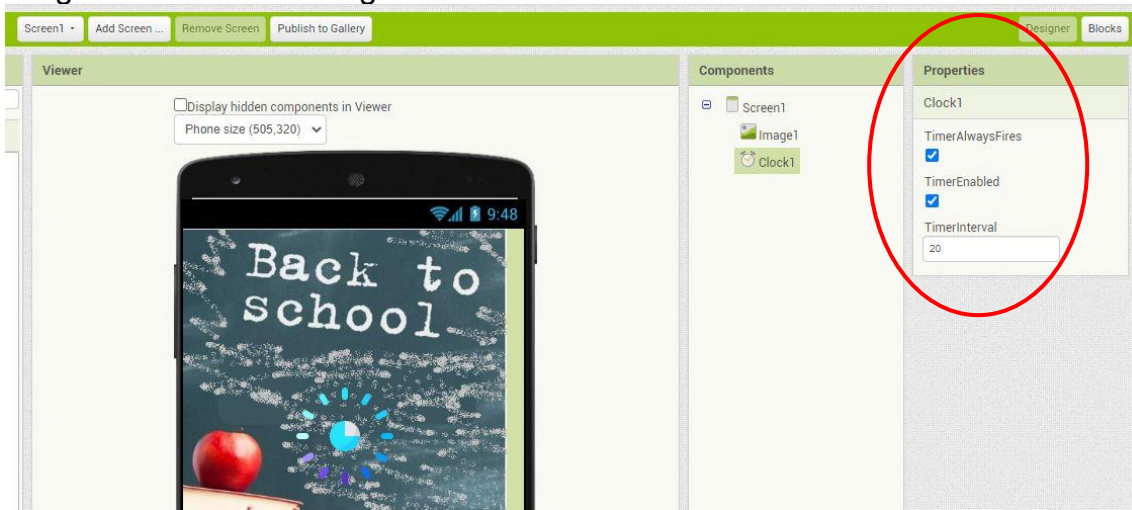 Screen1
Add Screen ...
Remove Screen
Publish to Gallery
Designer
Blocks
Viewer
Display hidden components in Viewer
Phone size (505,320)
9:48
Back to
school
Components
Screen1
Image1
Clock1
Properties
Clock1
TimerAlwaysFires
TimerEnabled
TimerInterval
20